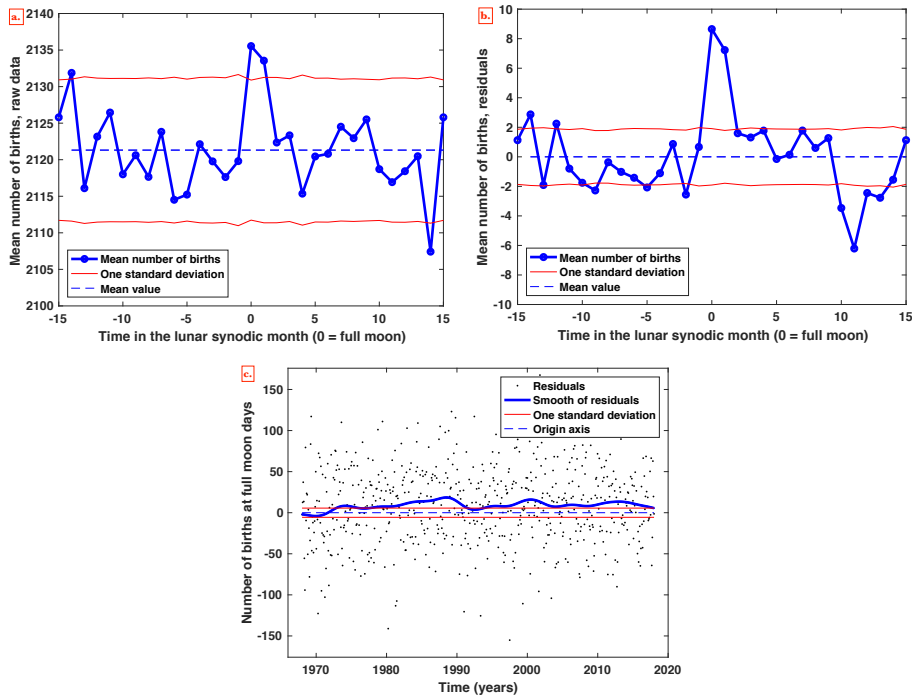 a.
Mean number of births, raw data
2140
2135
2130
2125
2120
2115
2110
2105
2100
Mean number of births
One standard deviation
Mean value
-15 -10 -5 0 5 10 15
Time in the lunar synodic month (0 = full moon)
b.
Mean number of births, residuals
10
8
6
4
2
0
-2
-4
-6
-8
-10
Mean number of births
One standard deviation
Mean value
-15 -10 -5 0 5 10 15
Time in the lunar synodic month (0 = full moon)
c.
Number of births at full moon days
150
100
50
0
-50
-100
-150
Residuals
Smooth of residuals
One standard deviation
Origin axis
1970 1980 1990 2000 2010 2020
Time (years)